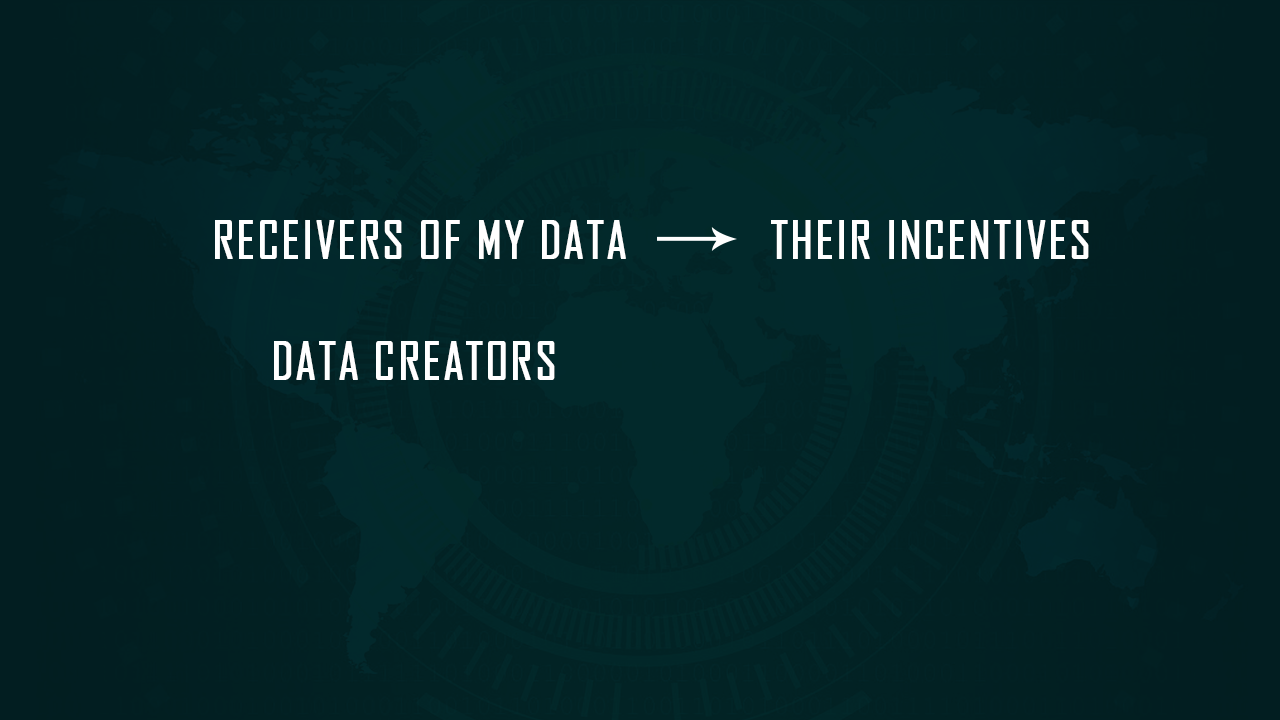 RECEIVERS OF MY DATA → THEIR INCENTIVES
DATA CREATORS